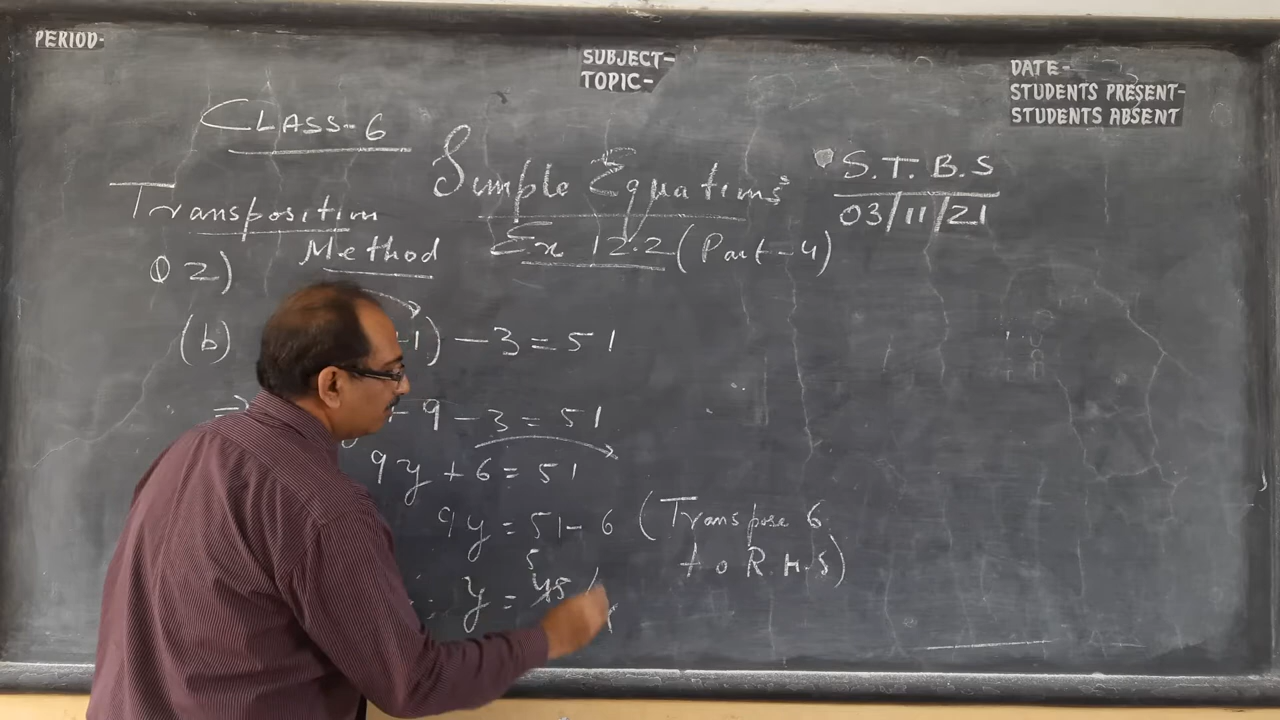 PERIOD-
SUBJECT-
TOPIC-
DATE-
STUDENTS PRESENT-
STUDENTS ABSENT
CLASS-6
Simple Equations
S.T.B.S
03/11/21
Transposition
Method
Ex 12.2 (Part-4)
Q2)
(b) -1) - 3 = 51
- 9 - 3 = 51
9y + 6 = 51
9y = 51 - 6 (Transpose 6
to R.H.S)
y = 45
5